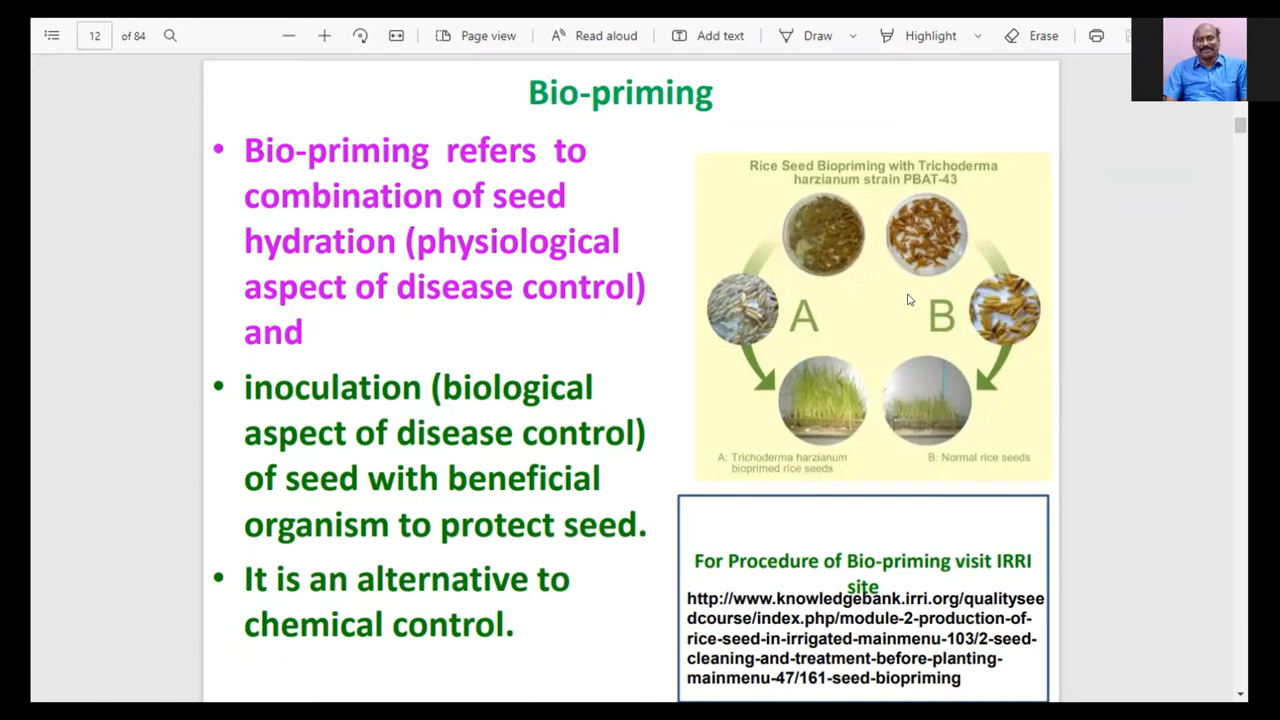 12 of 84
Page view
Read aloud
Add text
Draw
Highlight
Erase
Bio-priming
• Bio-priming refers to
combination of seed
hydration (physiological
aspect of disease control)
and
• inoculation (biological
aspect of disease control)
of seed with beneficial
organism to protect seed.
• It is an alternative to
chemical control.
Rice Seed Biopriming with Trichoderma
harzianum strain PBAT-43
A
B
A: Trichoderma harzianum
bioprimed rice seeds
B: Normal rice seeds
For Procedure of Bio-priming visit IRRI
site
http://www.knowledgebank.irri.org/qualitysee
dcourse/index.php/module-2-production-of-
rice-seed-in-irrigated-mainmenu-103/2-seed-
cleaning-and-treatment-before-planting-
mainmenu-47/161-seed-biopriming